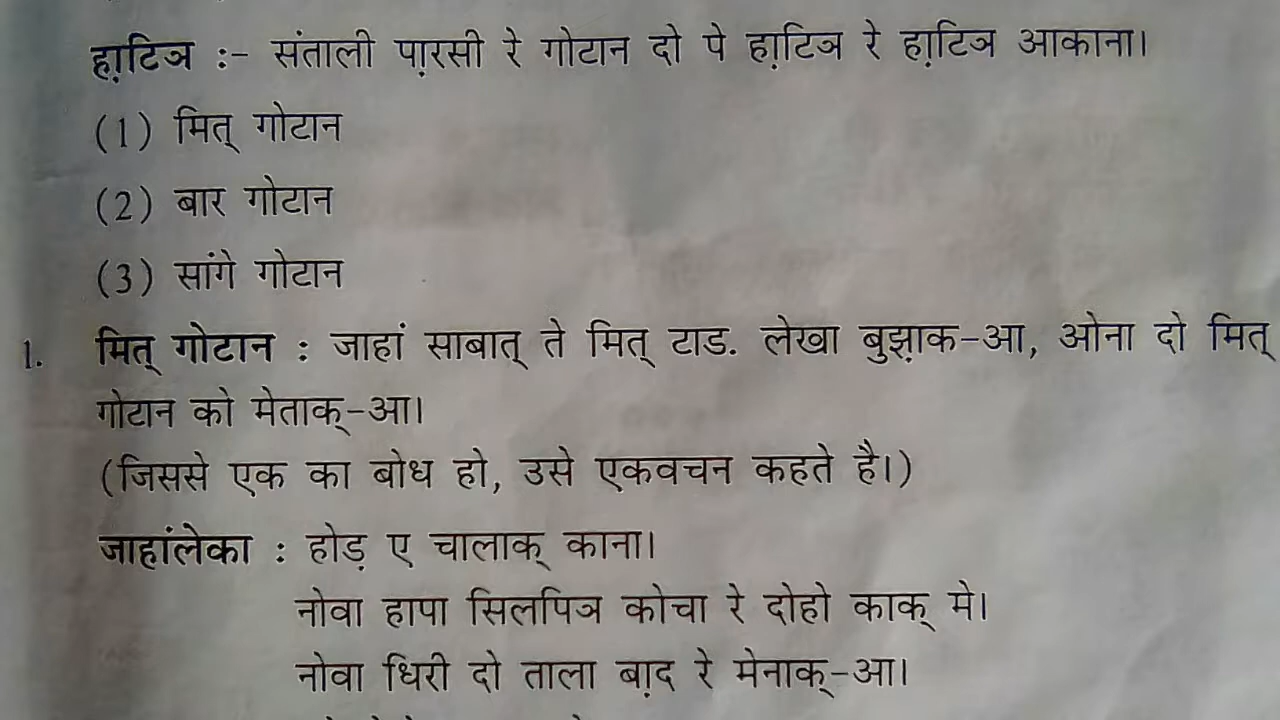 हा़टिञ :- संताली पा़रसी रे गोटान दो पे हा़टिञ रे हा़टिञ आकाना।
(1) मित् गोटान
(2) बार गोटान
(3) सांगे गोटान
1. मित् गोटान : जाहां साबात् ते मित् टाड. लेखा बुझा़क-आ, ओना दो मित्
गोटान को मेताक्-आ।
(जिससे एक का बोध हो, उसे एकवचन कहते है।)
जाहांलेका : होड़ ए चालाक् काना।
नोवा हापा सिलपिञ कोचा रे दोहो काक् मे।
नोवा धिरी दो ताला बा़द रे मेनाक्-आ।